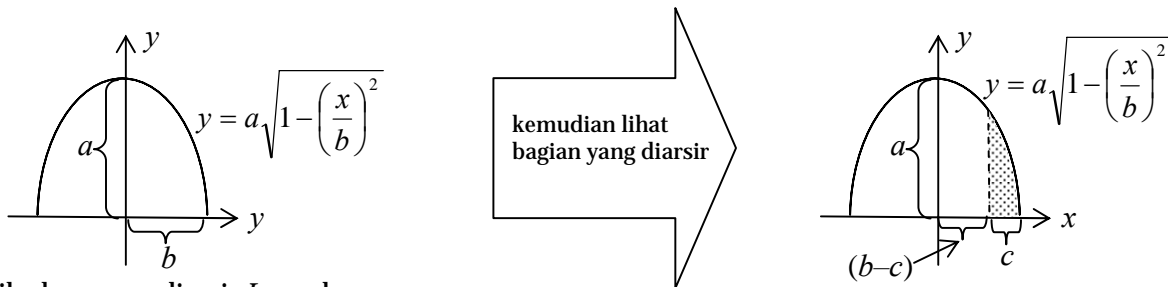 y
y = a√(1−(x/b)²)
a
y
b
kemudian lihat
bagian yang diarsir
y
y = a√(1−(x/b)²)
a
x
(b–c)
c